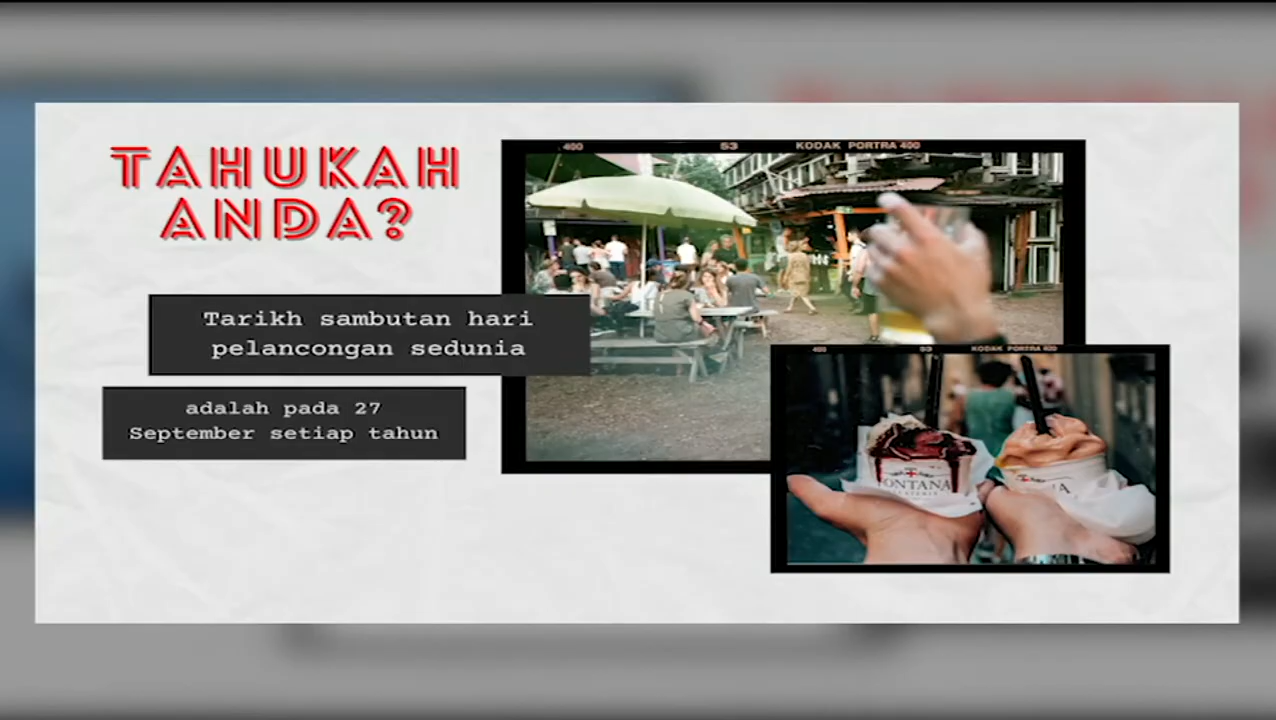 TAHUKAH
ANDA?
Tarikh sambutan hari
pelancongan sedunia
adalah pada 27
September setiap tahun
400 53 KODAK PORTRA 400
400 53 KODAK PORTRA 400
FONTANA